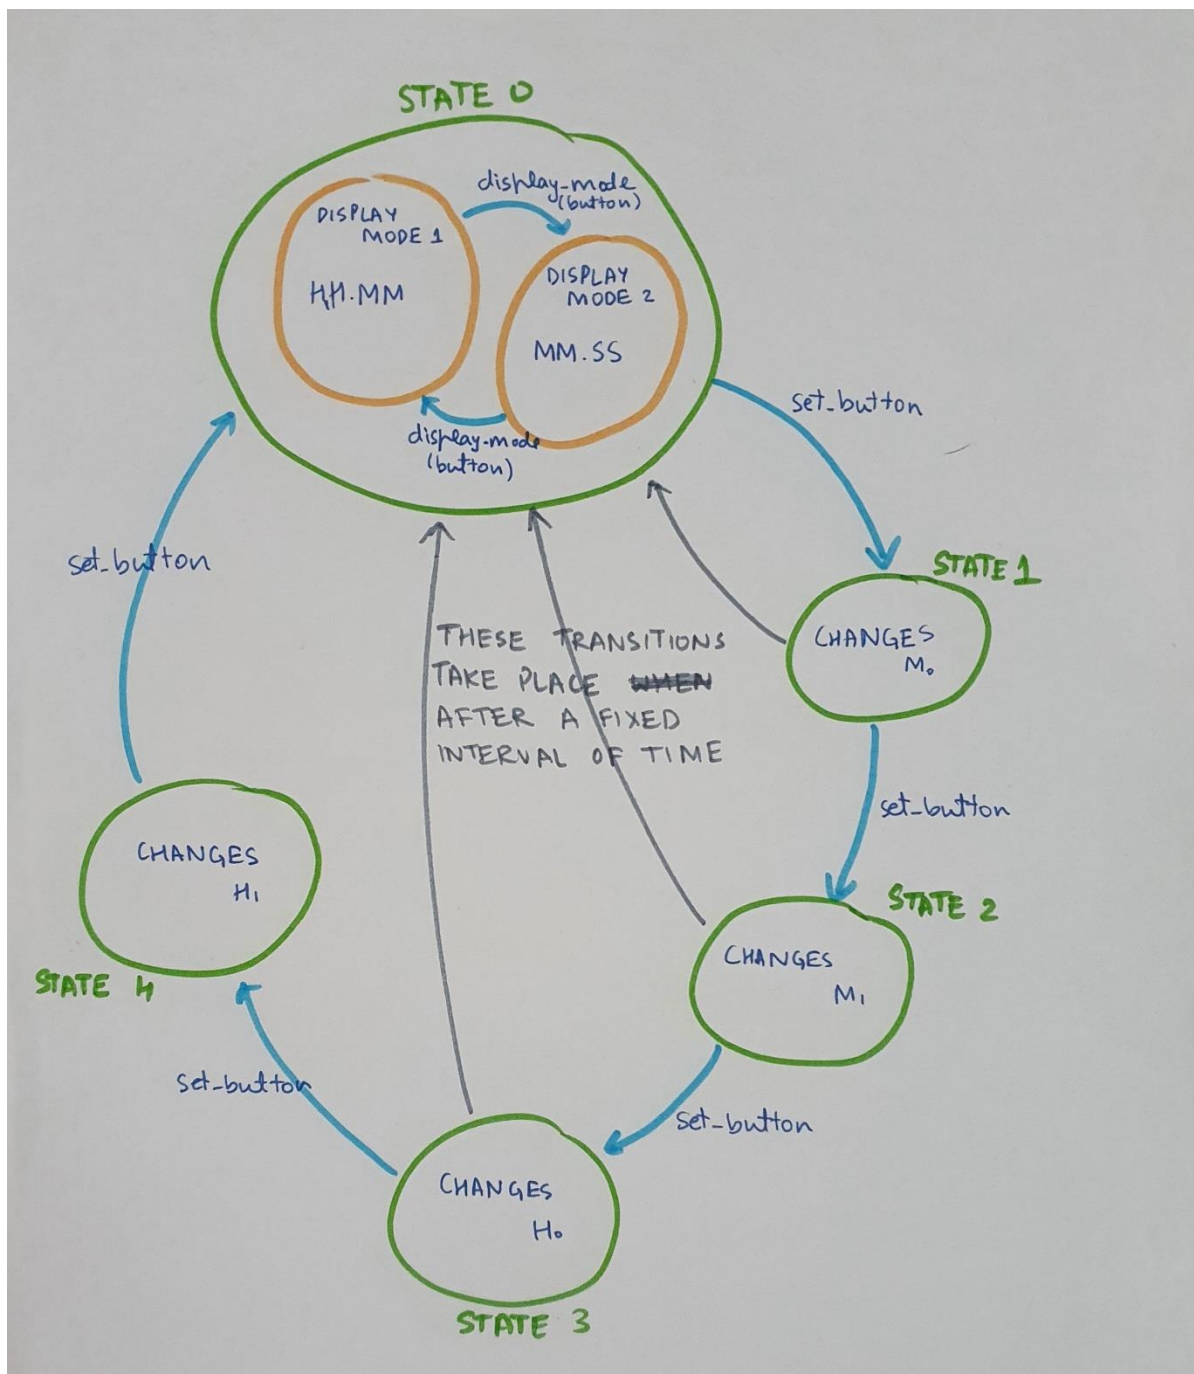 STATE 0
display-mode
(button)
DISPLAY
MODE 1
HH.MM
DISPLAY
MODE 2
MM.SS
display-mode
(button)
set_button
set_button
STATE 1
CHANGES
M₀
THESE TRANSITIONS
TAKE PLACE WHEN
AFTER A FIXED
INTERVAL OF TIME
set_button
CHANGES
H₁
STATE 4
STATE 2
CHANGES
M₁
set_button
set_button
CHANGES
H₀
STATE 3